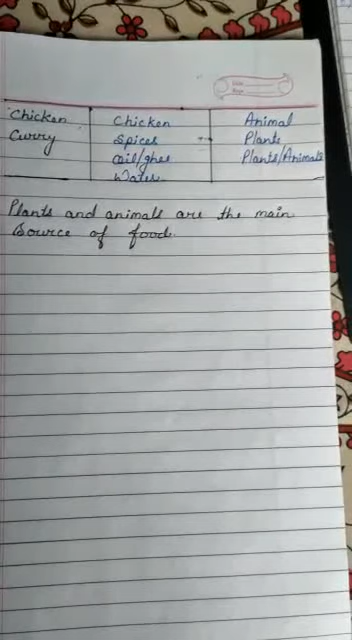 Chicken Chicken Animal
Curry Spices Plants
Oil/ghee Plants/Animals
Water
Plants and animals are the main
source of food.